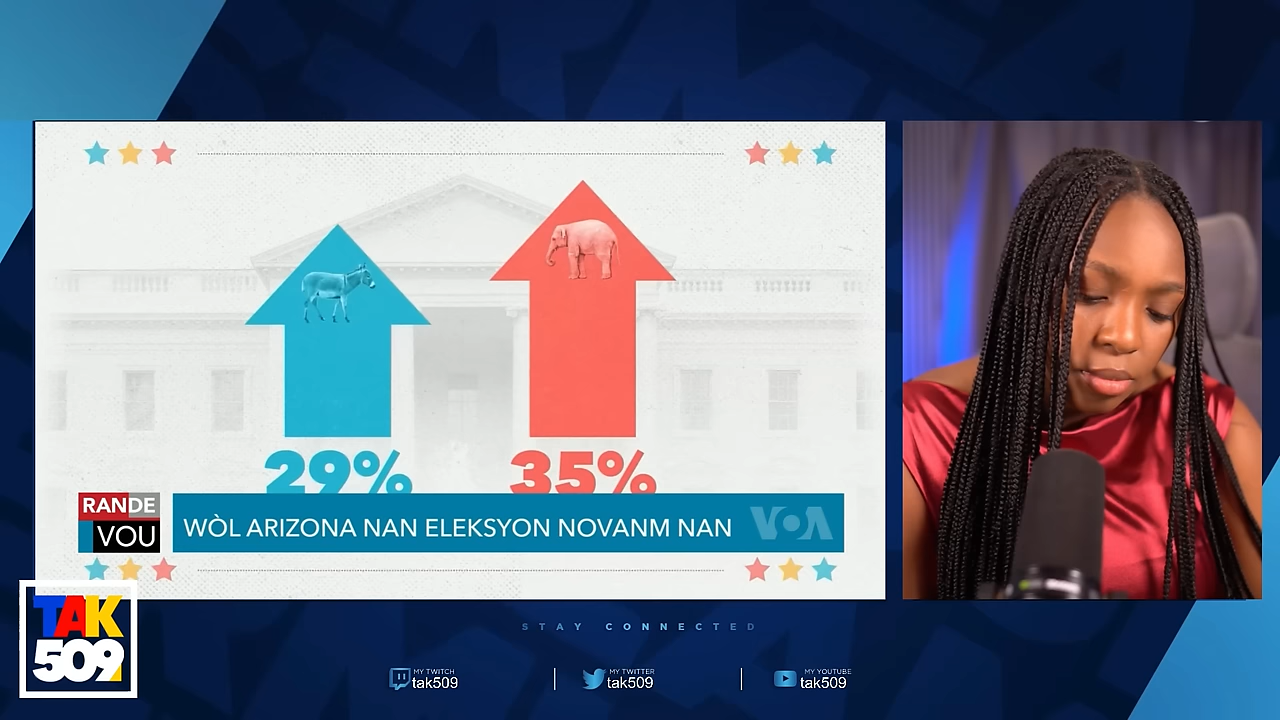 29% 35%
RANDE
VOU
WÒL ARIZONA NAN ELEKSYON NOVANM NAN
VOA
TAK
509
STAY CONNECTED
MY TWITCH
tak509
MY TWITTER
tak509
MY YOUTUBE
tak509